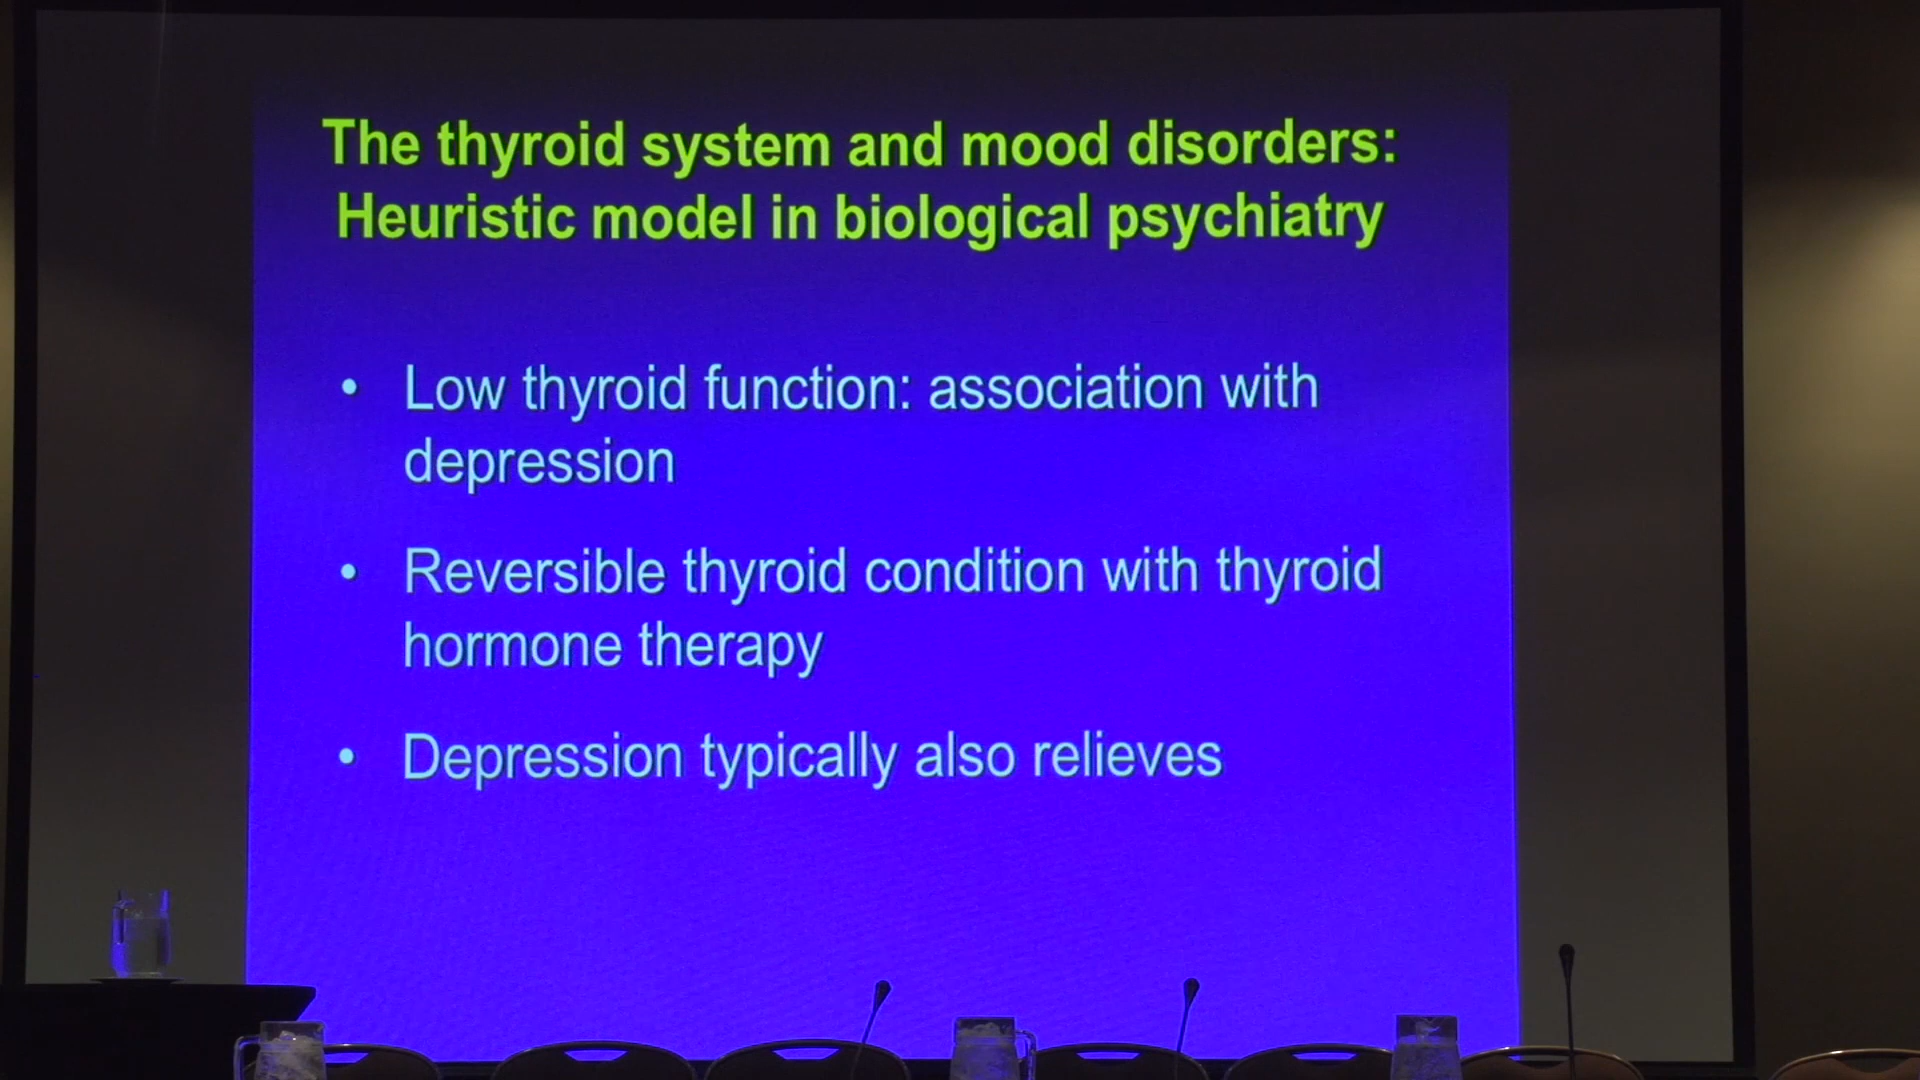 The thyroid system and mood disorders:
Heuristic model in biological psychiatry
• Low thyroid function: association with
depression
• Reversible thyroid condition with thyroid
hormone therapy
• Depression typically also relieves